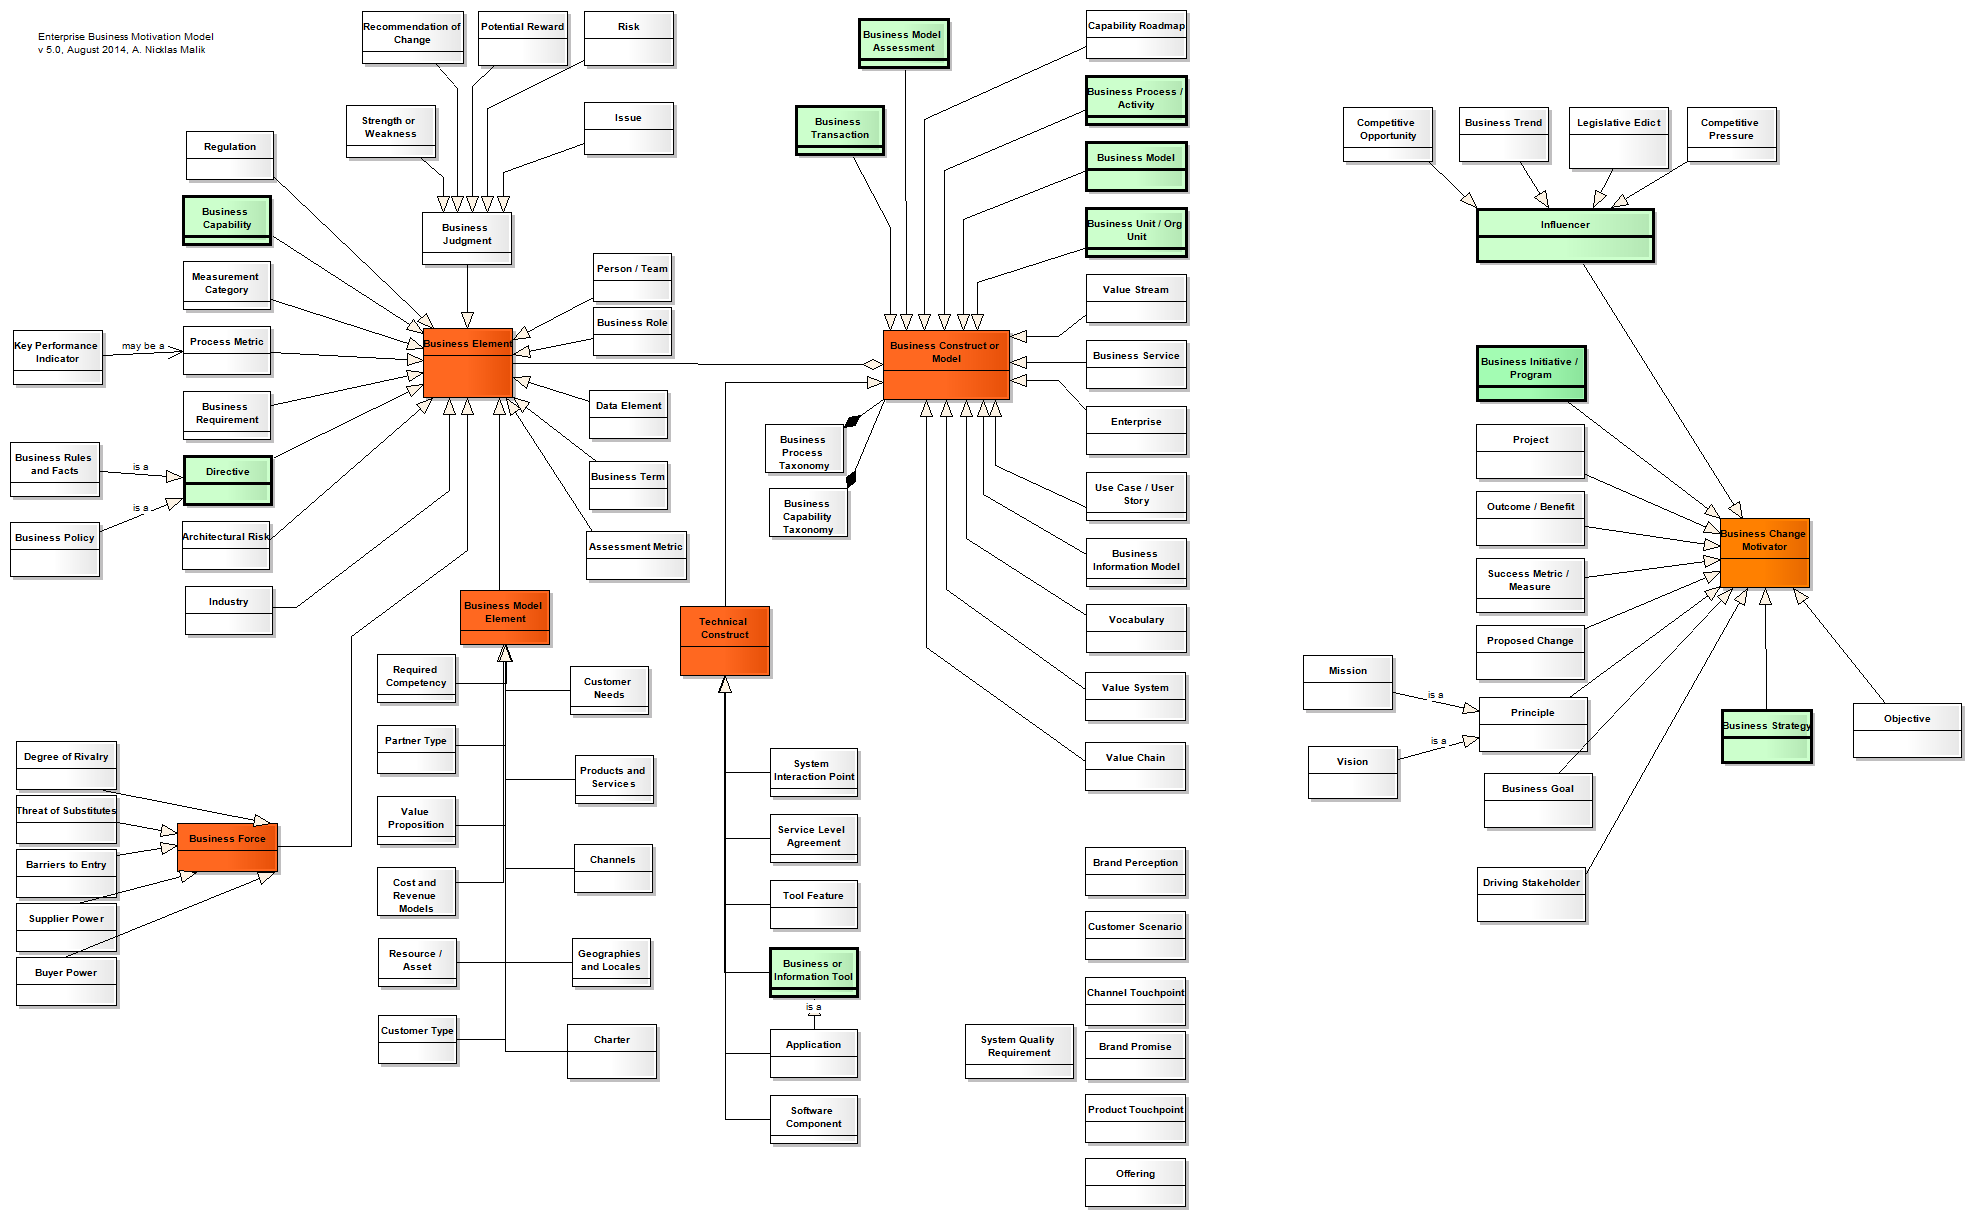 Enterprise Business Motivation Model
v 5.0, August 2014, A. Nicklas Malik
Recommendation of
Change
Potential Reward
Risk
Strength or
Weakness
Issue
Regulation
Business
Capability
Business
Judgment
Measurement
Category
Person / Team
Business Role
Key Performance
Indicator
may be a
Process Metric
Business Element
Business
Requirement
Data Element
Business Rules
and Facts
is a
Directive
Business Term
is a
Business Policy
Architectural Risk
Assessment Metric
Industry
Business Model
Element
Required
Competency
Customer
Needs
Partner Type
Products and
Services
Value
Proposition
Channels
Cost and
Revenue
Models
Resource /
Asset
Geographies
and Locales
Customer Type
Charter
Degree of Rivalry
Threat of Substitutes
Business Force
Barriers to Entry
Supplier Power
Buyer Power
Business Model
Assessment
Business
Transaction
Capability Roadmap
Business Process /
Activity
Business Model
Business Unit / Org
Unit
Value Stream
Business Construct or
Model
Business Service
Enterprise
Business
Process
Taxonomy
Business
Capability
Taxonomy
Use Case / User
Story
Business
Information Model
Vocabulary
Value System
Value Chain
Technical
Construct
System
Interaction Point
Service Level
Agreement
Tool Feature
Business or
Information Tool
is a
Application
Software
Component
System Quality
Requirement
Brand Perception
Customer Scenario
Channel Touchpoint
Brand Promise
Product Touchpoint
Offering
Competitive
Opportunity
Business Trend
Legislative Edict
Competitive
Pressure
Influencer
Business Initiative /
Program
Project
Outcome / Benefit
Business Change
Motivator
Success Metric /
Measure
Proposed Change
Mission
is a
Principle
is a
Vision
Business Strategy
Objective
Business Goal
Driving Stakeholder